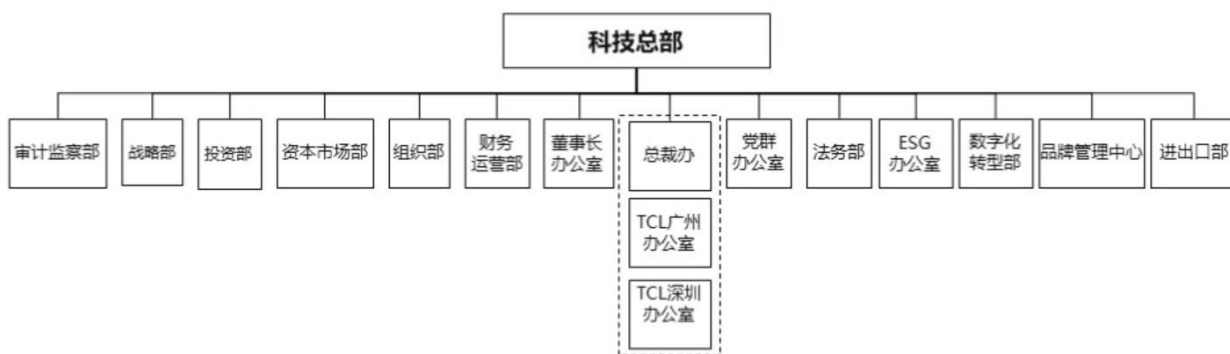 科技总部
审计监察部
战略部
投资部
资本市场部
组织部
财务
运营部
董事长
办公室
总裁办
党群
办公室
法务部
ESG
办公室
数字化
转型部
品牌管理中心
进出口部
TCL广州
办公室
TCL深圳
办公室